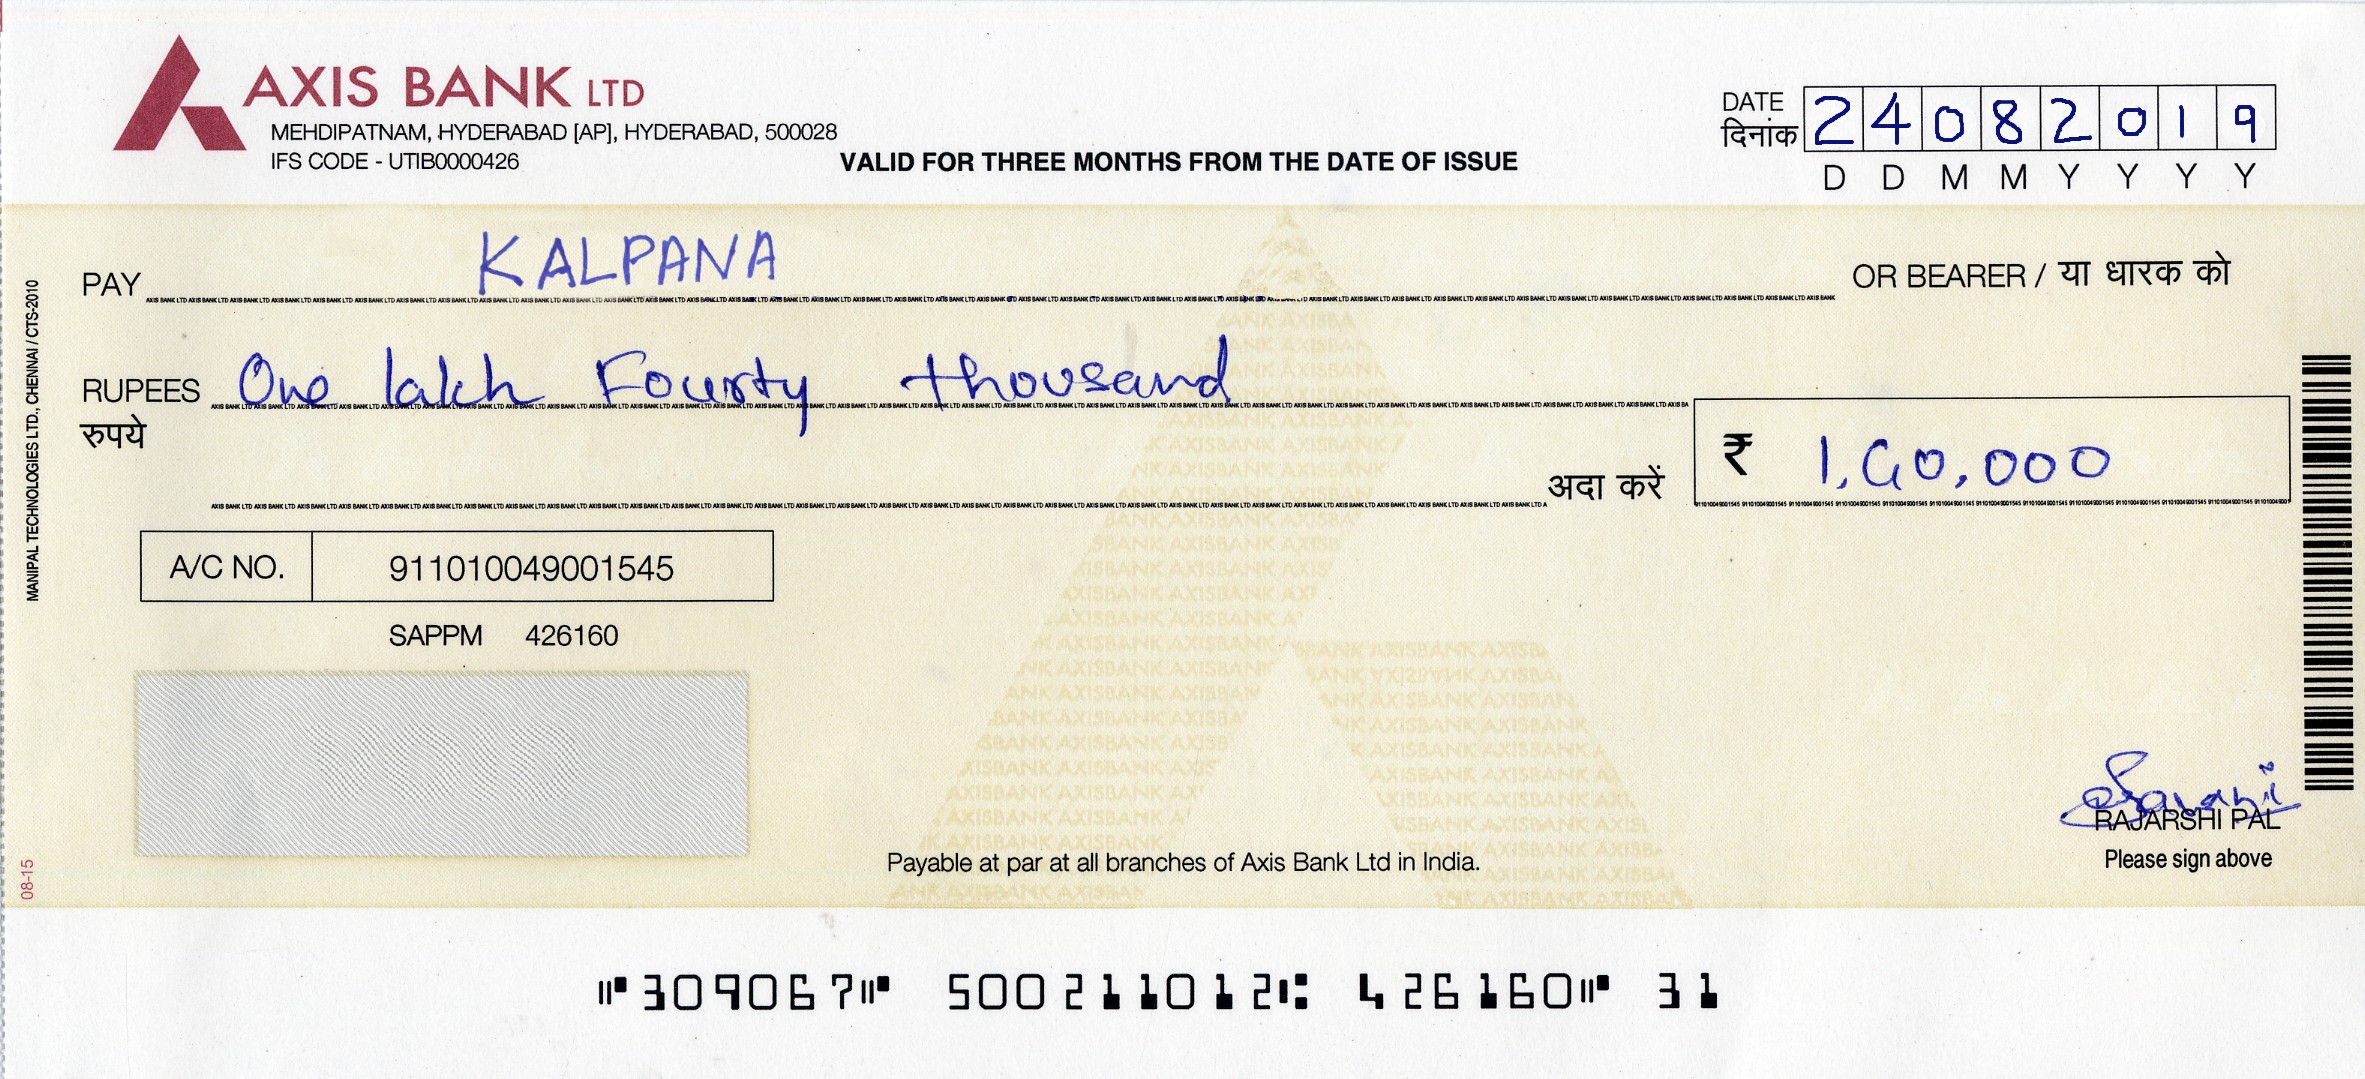 AXIS BANK LTD
MEHDIPATNAM, HYDERABAD [AP], HYDERABAD, 500028
IFS CODE - UTIB0000426
VALID FOR THREE MONTHS FROM THE DATE OF ISSUE
DATE
दिनांक
2 4 0 8 2 0 1 9
D D M M Y Y Y Y
PAY KALPANA OR BEARER / या धारक को
RUPEES One lakh Fourty thousand
रुपये
अदा करें ₹ 1,40,000
A/C NO. 911010049001545
SAPPM 426160
VOID
RAJARSHI PAL
Please sign above
Payable at par at all branches of Axis Bank Ltd in India.
MANIPAL TECHNOLOGIES LTD., CHENNAI / CTS-2010
08-15
309067 500211012 426160 31